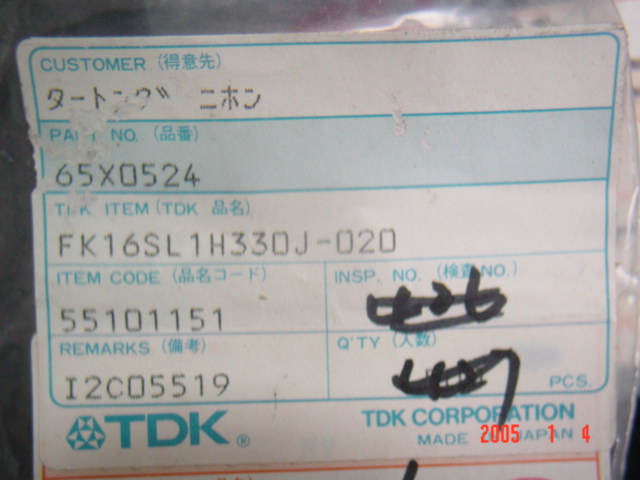 CUSTOMER (得意先)
PART NO. (品番)
65X0524
TDK ITEM (TDK 品名)
FK16SL1H330J-020
ITEM CODE (品名コード)
INSP. NO. (検査NO.)
55101151
REMARKS (備考)
Q'TY (入数)
I2C05519
PCS.
TDK ®
TDK CORPORATION
MADE JAPAN
2005 1 4